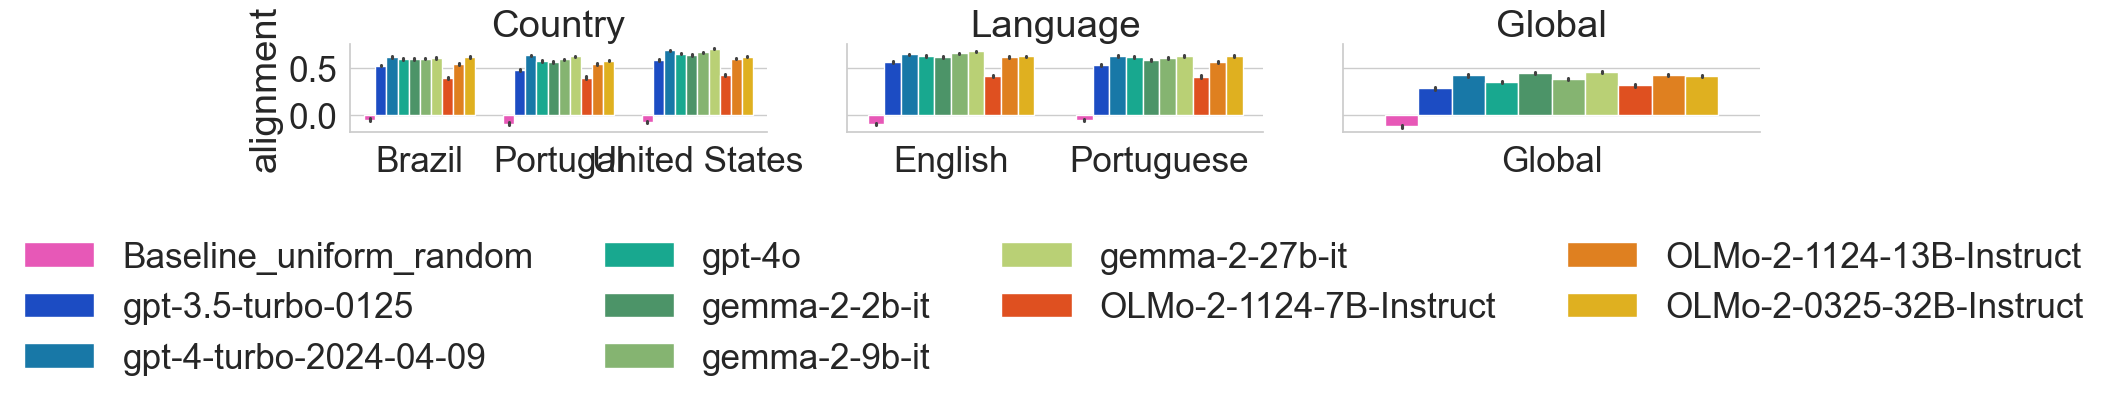 Country
Language
Global
alignment
0.5
0.0
Brazil
Portugal
United States
English
Portuguese
Global
Baseline_uniform_random
gpt-3.5-turbo-0125
gpt-4-turbo-2024-04-09
gpt-4o
gemma-2-2b-it
gemma-2-9b-it
gemma-2-27b-it
OLMo-2-1124-7B-Instruct
OLMo-2-1124-13B-Instruct
OLMo-2-0325-32B-Instruct